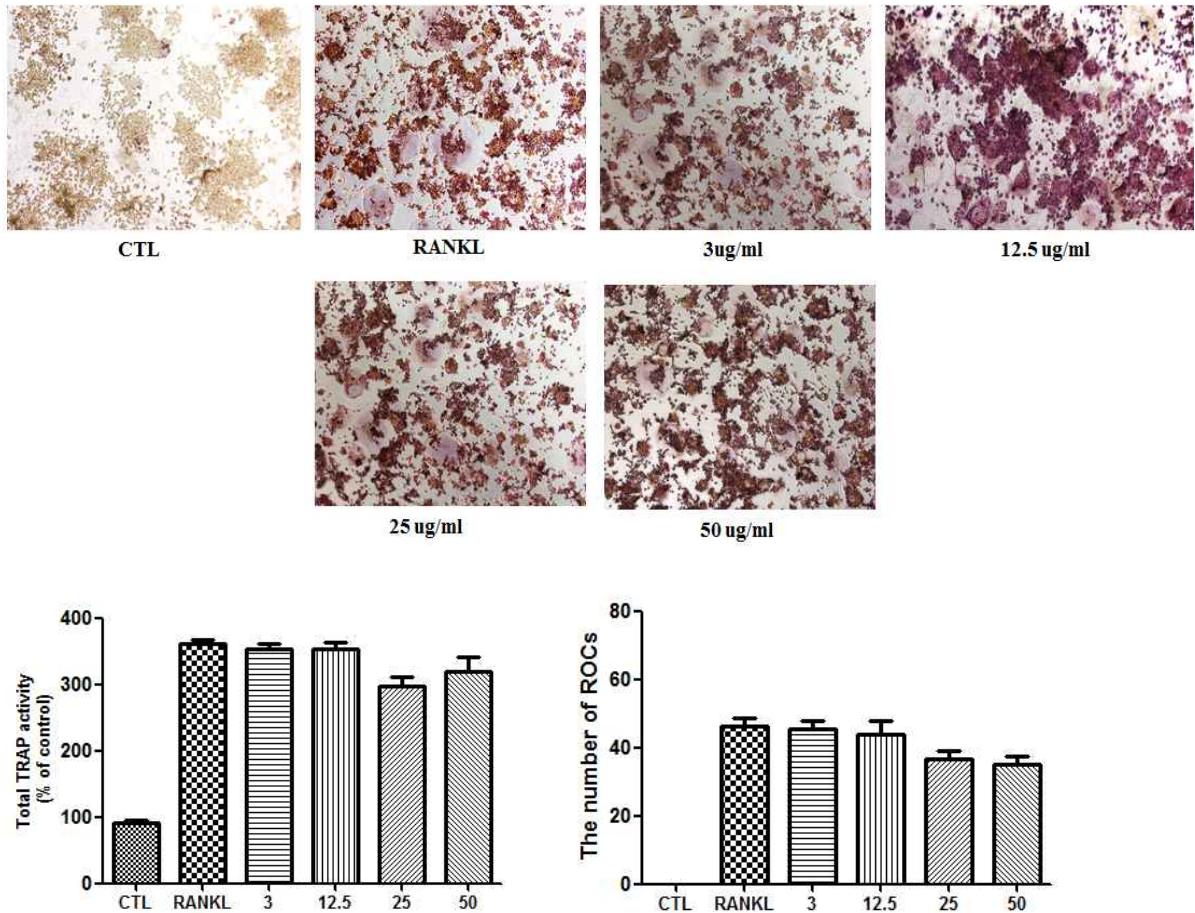 CTL RANKL 3ug/ml 12.5 ug/ml
25 ug/ml 50 ug/ml
Total TRAP activity
(% of control)
400
300
200
100
0
CTL RANKL 3 12.5 25 50
The number of ROCs
80
60
40
20
0
CTL RANKL 3 12.5 25 50